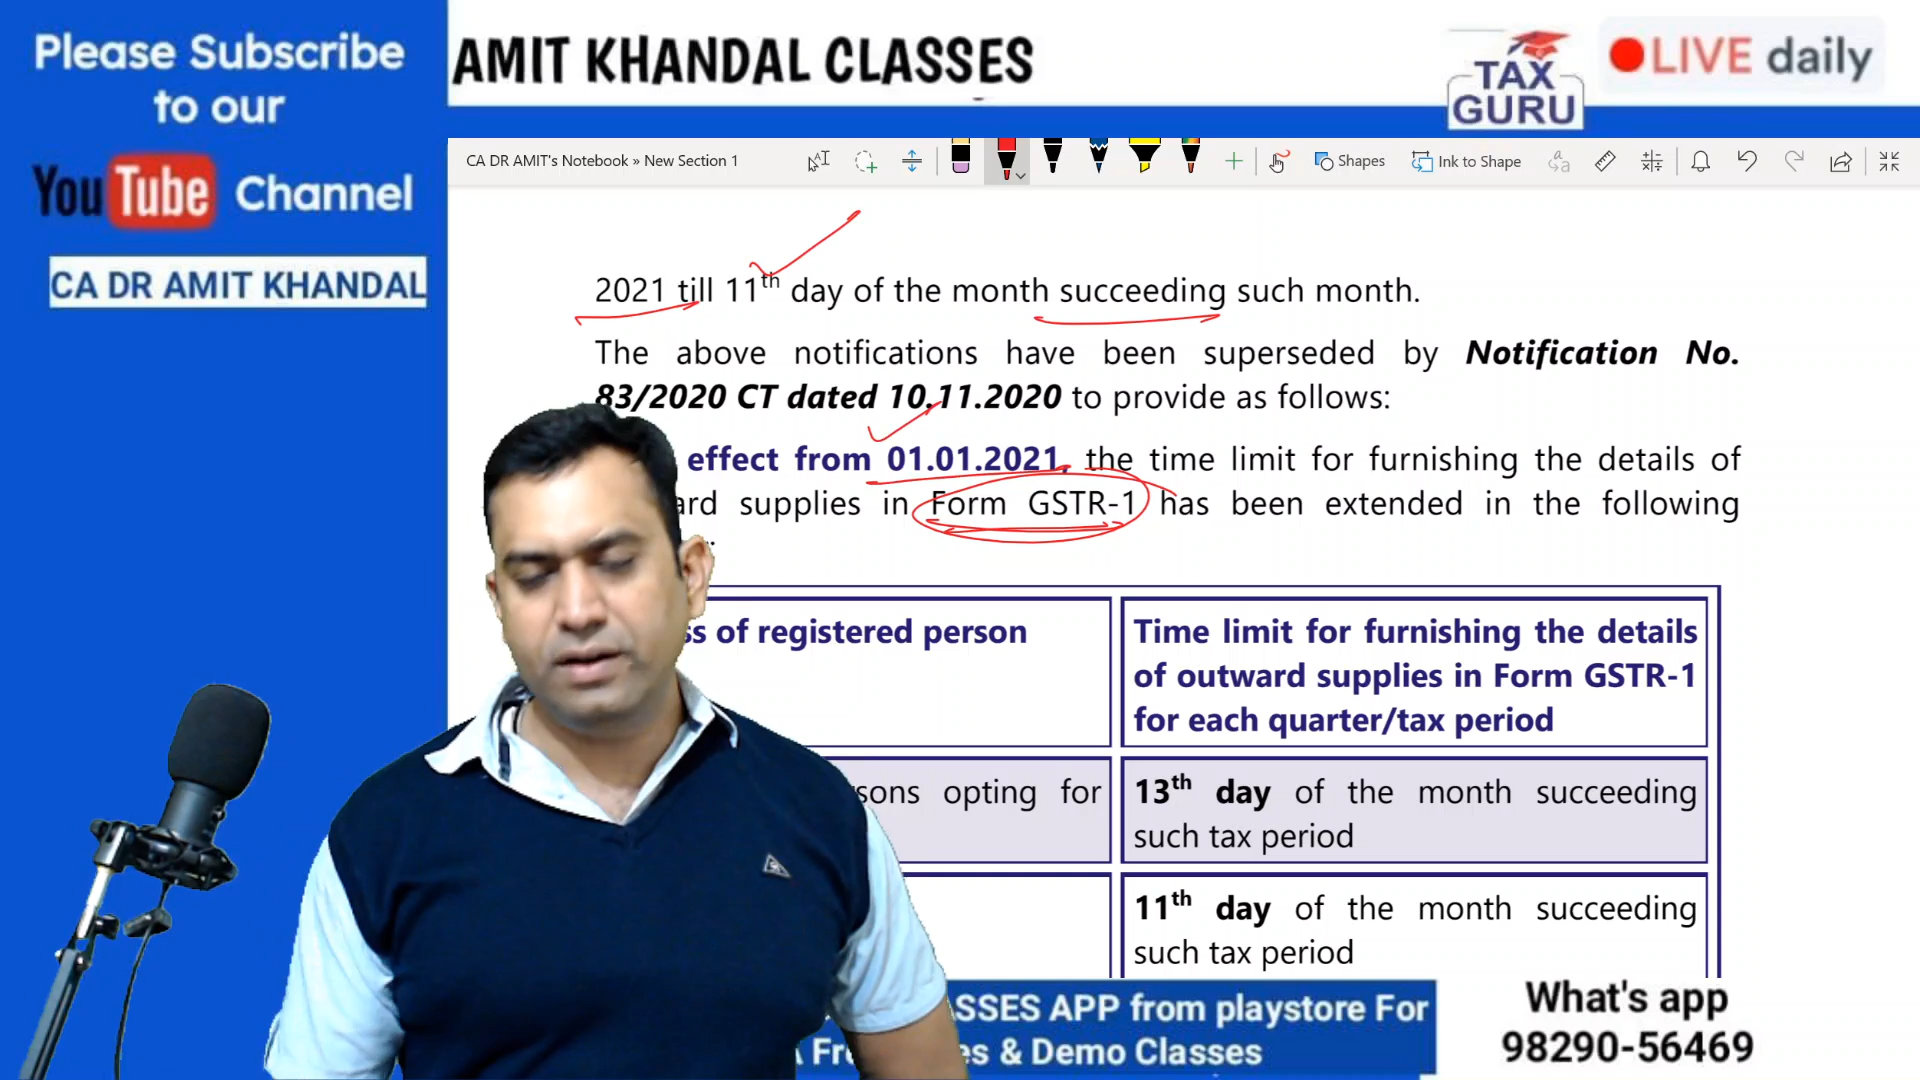 Please Subscribe
to our
You Tube Channel
CA DR AMIT KHANDAL
AMIT KHANDAL CLASSES
TAX
GURU
LIVE daily
CA DR AMIT's Notebook » New Section 1
Shapes
Ink to Shape
2021 till 11th day of the month succeeding such month.
The above notifications have been superseded by Notification No.
83/2020 CT dated 10.11.2020 to provide as follows:
effect from 01.01.2021, the time limit for furnishing the details of
supplies in Form GSTR-1 has been extended in the following
of registered person
Time limit for furnishing the details
of outward supplies in Form GSTR-1
for each quarter/tax period
opting for
13th day of the month succeeding
such tax period
11th day of the month succeeding
such tax period
APP from playstore For
& Demo Classes
What's app
98290-56469